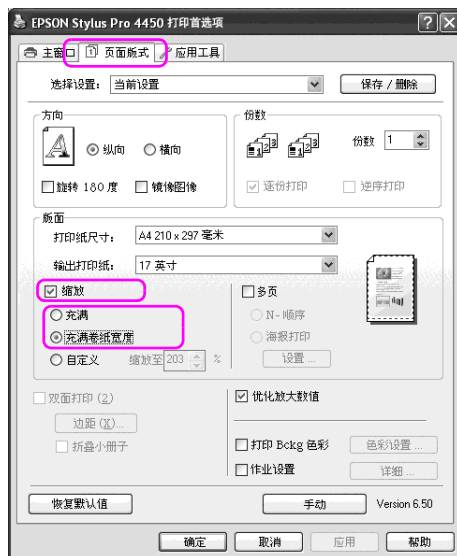 EPSON Stylus Pro 4450 打印首选项
主窗口 页面版式 应用工具
选择设置: 当前设置 保存 / 删除
方向 份数
纵向 横向 份数 1
旋转 180 度 镜像图像 逐份打印 逆序打印
版面
打印纸尺寸: A4 210 x 297 毫米
输出打印纸: 17 英寸
缩放 多页
充满 N-顺序
充满卷纸宽度 海报打印
自定义 缩放至 203 % 设置 ...
双面打印 (2) 优化放大数值
边距 (X)...
折叠小册子 打印 Bckg 色彩 色彩设置 ...
作业设置 详细 ...
恢复默认值 手动 Version 6.50
确定 取消 应用 帮助